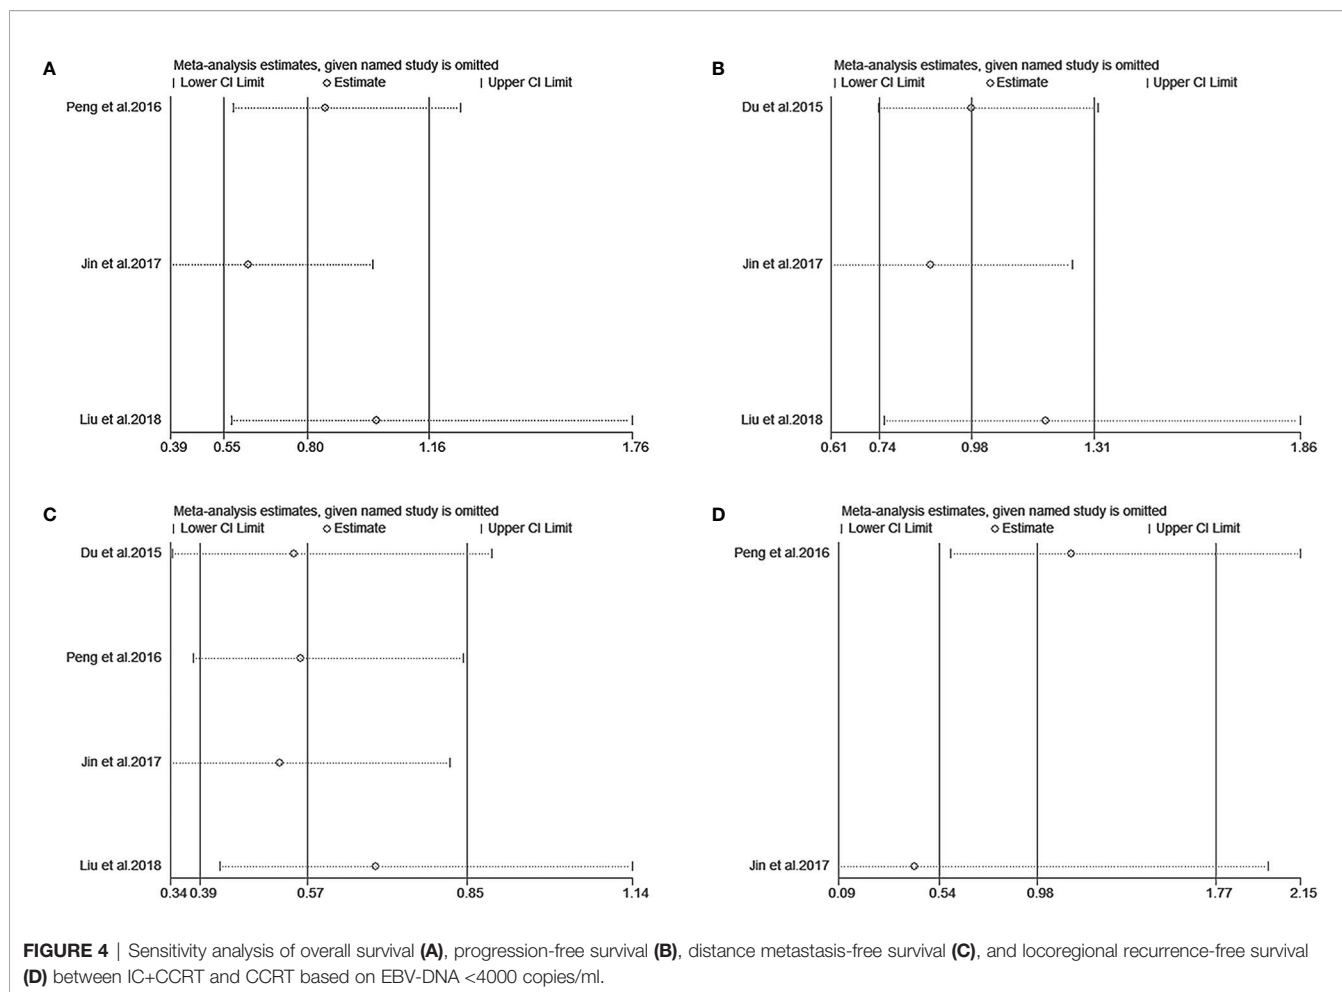 A
Meta-analysis estimates, given named study is omitted
Lower CI Limit Estimate Upper CI Limit
Peng et al.2016
Jin et al.2017
Liu et al.2018
0.39 0.55 0.80 1.16 1.76
B
Meta-analysis estimates, given named study is omitted
Lower CI Limit Estimate Upper CI Limit
Du et al.2015
Jin et al.2017
Liu et al.2018
0.61 0.74 0.98 1.31 1.86
C
Meta-analysis estimates, given named study is omitted
Lower CI Limit Estimate Upper CI Limit
Du et al.2015
Peng et al.2016
Jin et al.2017
Liu et al.2018
0.34 0.39 0.57 0.85 1.14
D
Meta-analysis estimates, given named study is omitted
Lower CI Limit Estimate Upper CI Limit
Peng et al.2016
Jin et al.2017
0.09 0.54 0.98 1.77 2.15
FIGURE 4 | Sensitivity analysis of overall survival (A), progression-free survival (B), distance metastasis-free survival (C), and locoregional recurrence-free survival
(D) between IC+CCRT and CCRT based on EBV-DNA <4000 copies/ml.